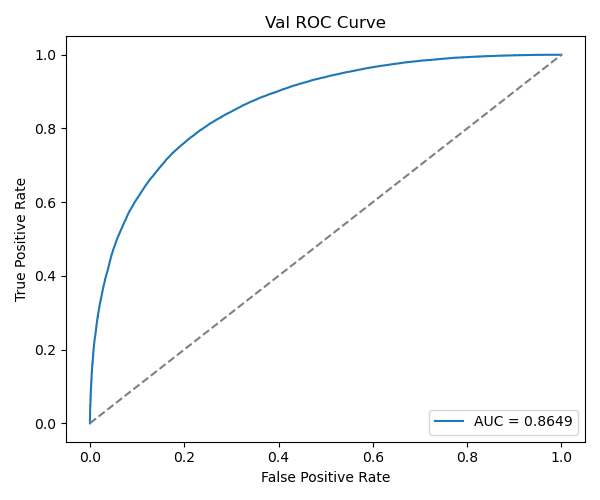 Val ROC Curve
1.0
0.8
0.6
0.4
0.2
0.0
True Positive Rate
AUC = 0.8649
0.0 0.2 0.4 0.6 0.8 1.0
False Positive Rate